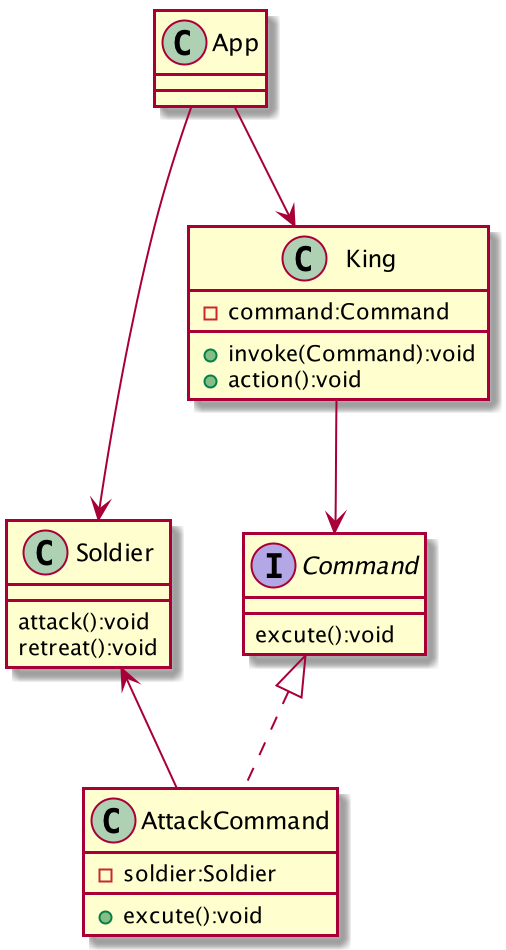 C App
C King
command:Command
invoke(Command):void
action():void
C Soldier
attack():void
retreat():void
I Command
excute():void
C AttackCommand
soldier:Soldier
excute():void